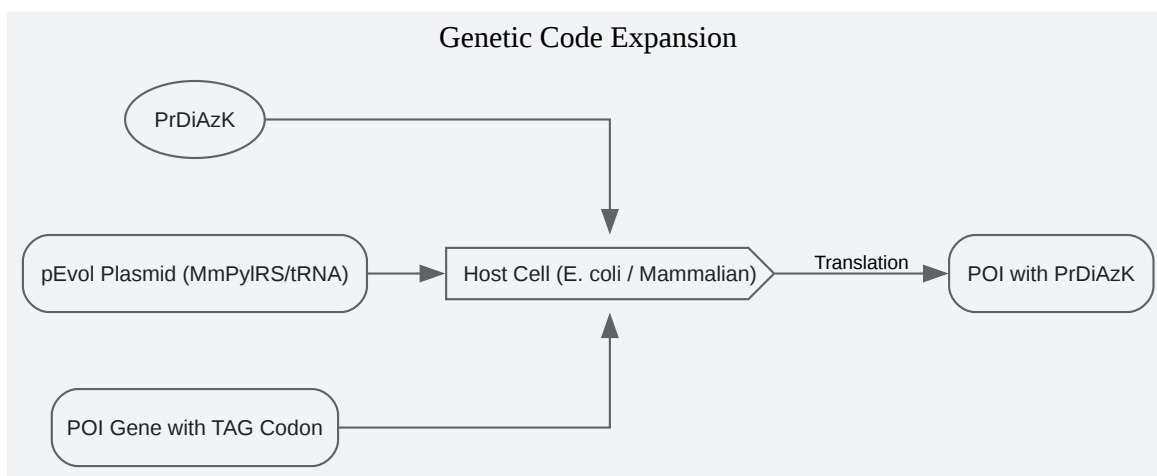 Genetic Code Expansion
PrDiAzK
pEvol Plasmid (MmPylRS/tRNA)
Host Cell (E. coli / Mammalian)
Translation
POI with PrDiAzK
POI Gene with TAG Codon